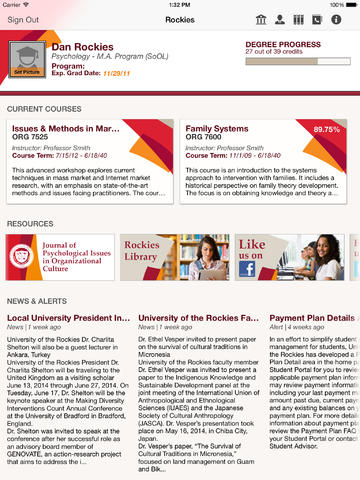 Carrier
1:32 PM
100%
Sign Out
Rockies
Set Picture
Dan Rockies
Psychology - M.A. Program (SoOL)
Program:
Exp. Grad Date: 11/29/11
DEGREE PROGRESS
27 out of 39 credits
CURRENT COURSES
Issues & Methods in Mar...
ORG 7525
Instructor: Professor Smith
Course Term: 7/15/12 - 6/18/40
This advanced workshop explores current
techniques in mass market and Internet market
research, with an emphasis on state-of-the-art
methods and issues facing practitioners. The cour...
Family Systems
89.75%
ORG 7600
Instructor: Professor Smith
Course Term: 11/1/09 - 6/18/40
This course is an introduction to the systems
approach to intervention with families. It includes a
historical perspective on family theory development.
The focus is on obtaining knowledge and theory a...
RESOURCES
Journal of
Psychological Issues
in Organizational
Culture
Rockies
Library
Like
us on
f
NEWS & ALERTS
Local University President In...
News | 1 week ago
University of the Rockies Dr. Charlita
Shelton will also be a guest lecturer in
Ankara, Turkey
University of the Rockies President Dr.
Charlita Shelton will be traveling to the
United Kingdom as a visiting scholar
June 13, 2014 through June 27, 2014. On
Tuesday, June 17, Dr. Shelton will be the
keynote speaker at the Making Diversity
Interventions Count Annual Conference
at the University of Bradford in Bradford,
England.
Dr. Shelton was invited to speak at the
conference after her successful role as
an advisory board member of
GENOVATE, an action-research project
that aims to address the i...
University of the Rockies Fa...
News | 1 week ago
Dr. Ethel Vesper invited to present paper
on the survival of cultural traditions in
Micronesia
University of the Rockies faculty member
Dr. Ethel Vesper was invited to present a
paper to the Indigenous Knowledge and
Sustainable Development panel at the
joint meeting of the International Union of
Anthropological and Ethnological
Sciences (IUAES) and the Japanese
Society of Cultural Anthropology
(JASCA). Dr. Vesper's presentation took
place on May 16, 2014, in Chiba City,
Japan.
Dr. Vesper's paper, "The Survival of
Cultural Traditions in Micronesia,"
focused on land management on Guam
and Bik...
Payment Plan Details
Alert | 4 weeks ago
In an effort to simplify student
management for students, Uni
the Rockies has developed a P
Plan Detail area in the home pa
Student Portal for you to review
applicable payment plan inform
may review payment informatio
including your last payment m
amount past due, current paym
and any existing balances on y
payment plan. For more detaile
information about payment pla
review the Payment Plan FAQ
your Student Portal or contact
Student Advisor.